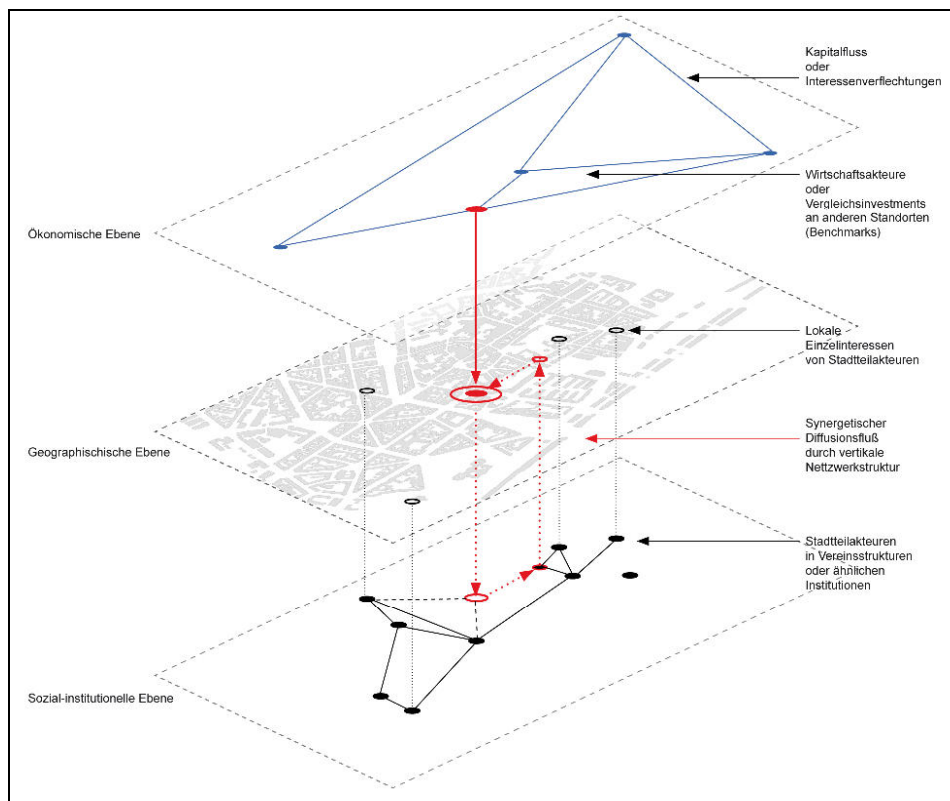 Kapitalfluss
oder
Interessenverflechtungen
Wirtschaftsakteure
oder
Vergleichsinvestments
an anderen Standorten
(Benchmarks)
Ökonomische Ebene
Lokale
Einzelinteressen
von Stadtteilakteuren
Synergetischer
Diffusionsfluß
durch vertikale
Nettzwerkstruktur
Geographischische Ebene
Stadtteilakteuren
in Vereinsstrukturen
oder ähnlichen
Institutionen
Sozial-institutionelle Ebene